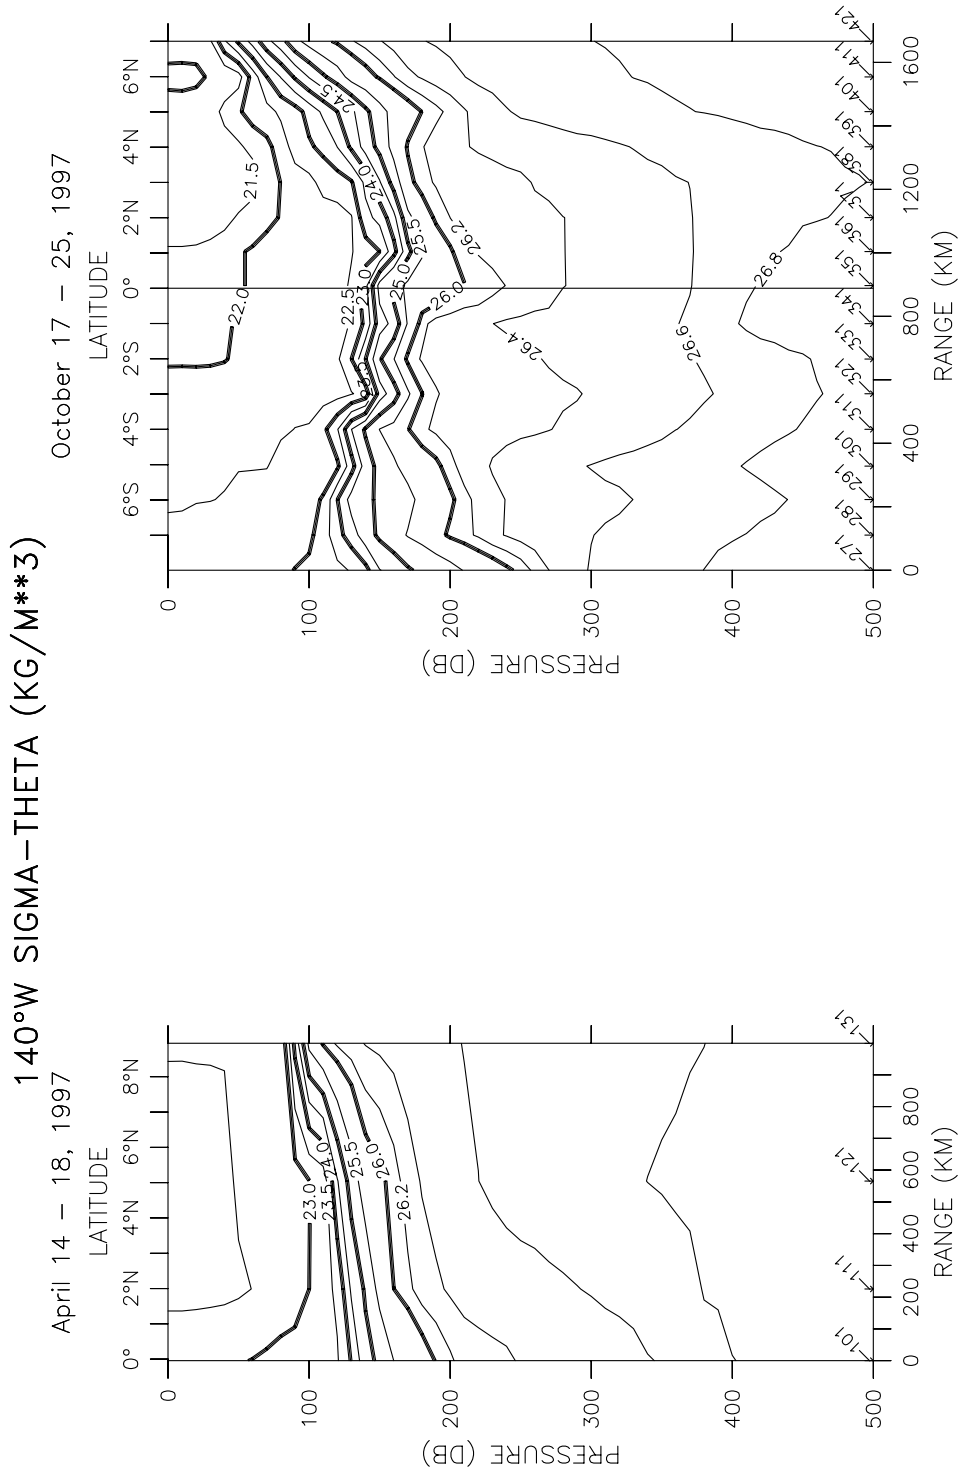 140°W SIGMA-THETA (KG/M**3)
April 14 - 18, 1997
LATITUDE
0° 2°N 4°N 6°N 8°N
0
100
200
300
400
500
PRESSURE (DB)
23.0
23.5
24.0
25.5
26.0
26.2
101 111 121 131
0 200 400 600 800
RANGE (KM)
October 17 - 25, 1997
LATITUDE
6°S 4°S 2°S 0° 2°N 4°N 6°N
0
100
200
300
400
500
PRESSURE (DB)
21.5
22.0
22.5
23.0
23.5
24.0
24.5
25.0
25.5
26.0
26.2
26.4
26.6
26.8
271 281 291 301 311 321 331 341 351 361 371 381 391 401 411 421
0 400 800 1200 1600
RANGE (KM)